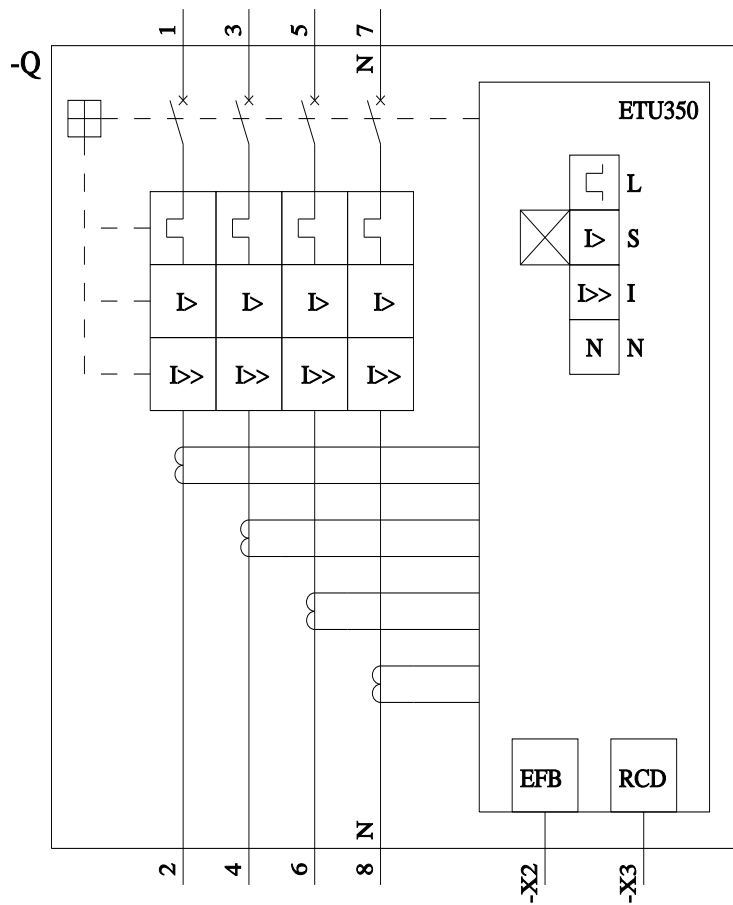 1 3 5 7
-Q
N
ETU350
L
I> S
I>> I
N N
I> I> I> I>
I>> I>> I>> I>>
EFB RCD
N
2 4 6 8
-X2 -X3